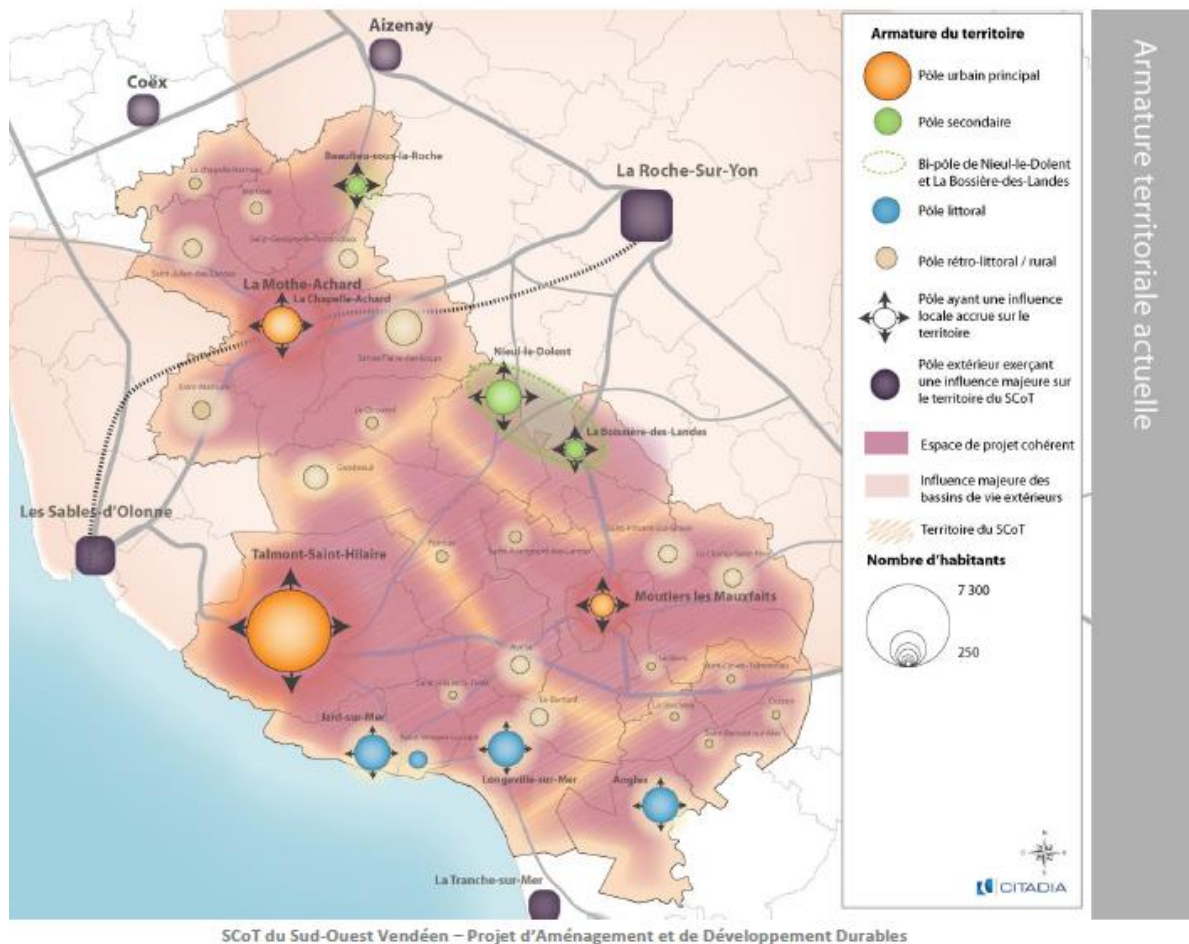 Aizenay
Coëx
Beaulieu-sous-la-Roche
La Roche-Sur-Yon
La Mothe-Achard
La Chapelle-Achard
Nieul-le-Dolent
La Boissière-des-Landes
Les Sables-d'Olonne
Talmont-Saint-Hilaire
Moutiers les Mauxfaits
Jard-sur-Mer
Longeville-sur-Mer
Angles
La Tranche-sur-Mer
Saint-Julien-des-Landes
Le Bernard
Armature du territoire
Pôle urbain principal
Pôle secondaire
Bi-pôle de Nieul-le-Dolent
et La Bossière-des-Landes
Pôle littoral
Pôle rétro-littoral / rural
Pôle ayant une influence
locale accrue sur le
territoire
Pôle extérieur exerçant
une influence majeure sur
le territoire du SCoT
Espace de projet cohérent
Influence majeure des
bassins de vie extérieurs
Territoire du SCoT
Nombre d'habitants
7 300
250
CITADIA
Armature territoriale actuelle
SCoT du Sud-Ouest Vendéen – Projet d'Aménagement et de Développement Durables